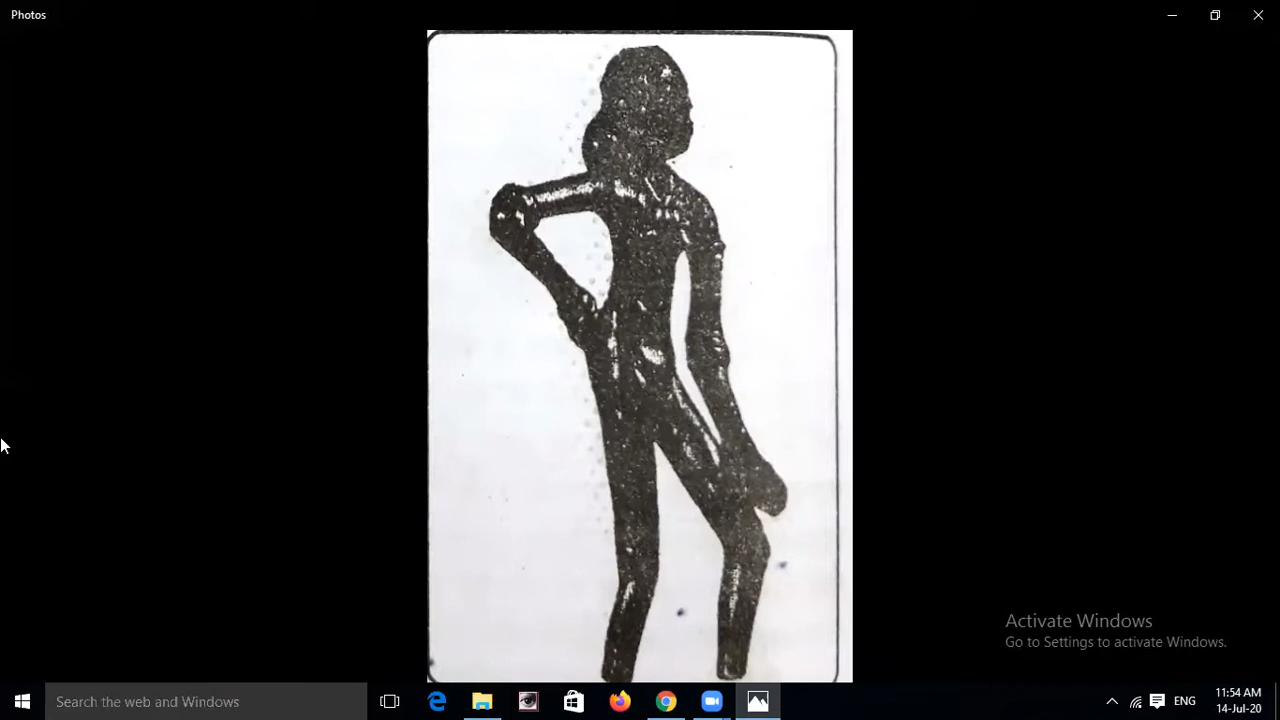 Photos
Activate Windows
Go to Settings to activate Windows.
Search the web and Windows
ENG
11:54 AM
14-Jul-20